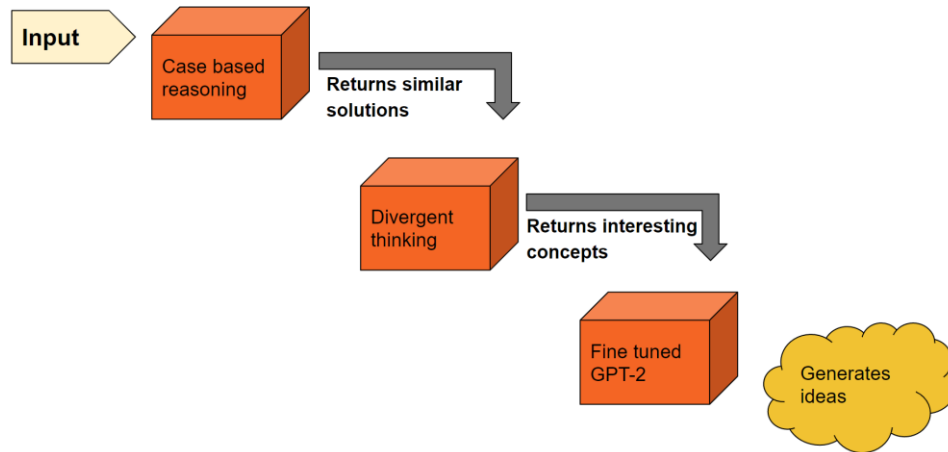 Input
Case based
reasoning
Returns similar
solutions
Divergent
thinking
Returns interesting
concepts
Fine tuned
GPT-2
Generates
ideas